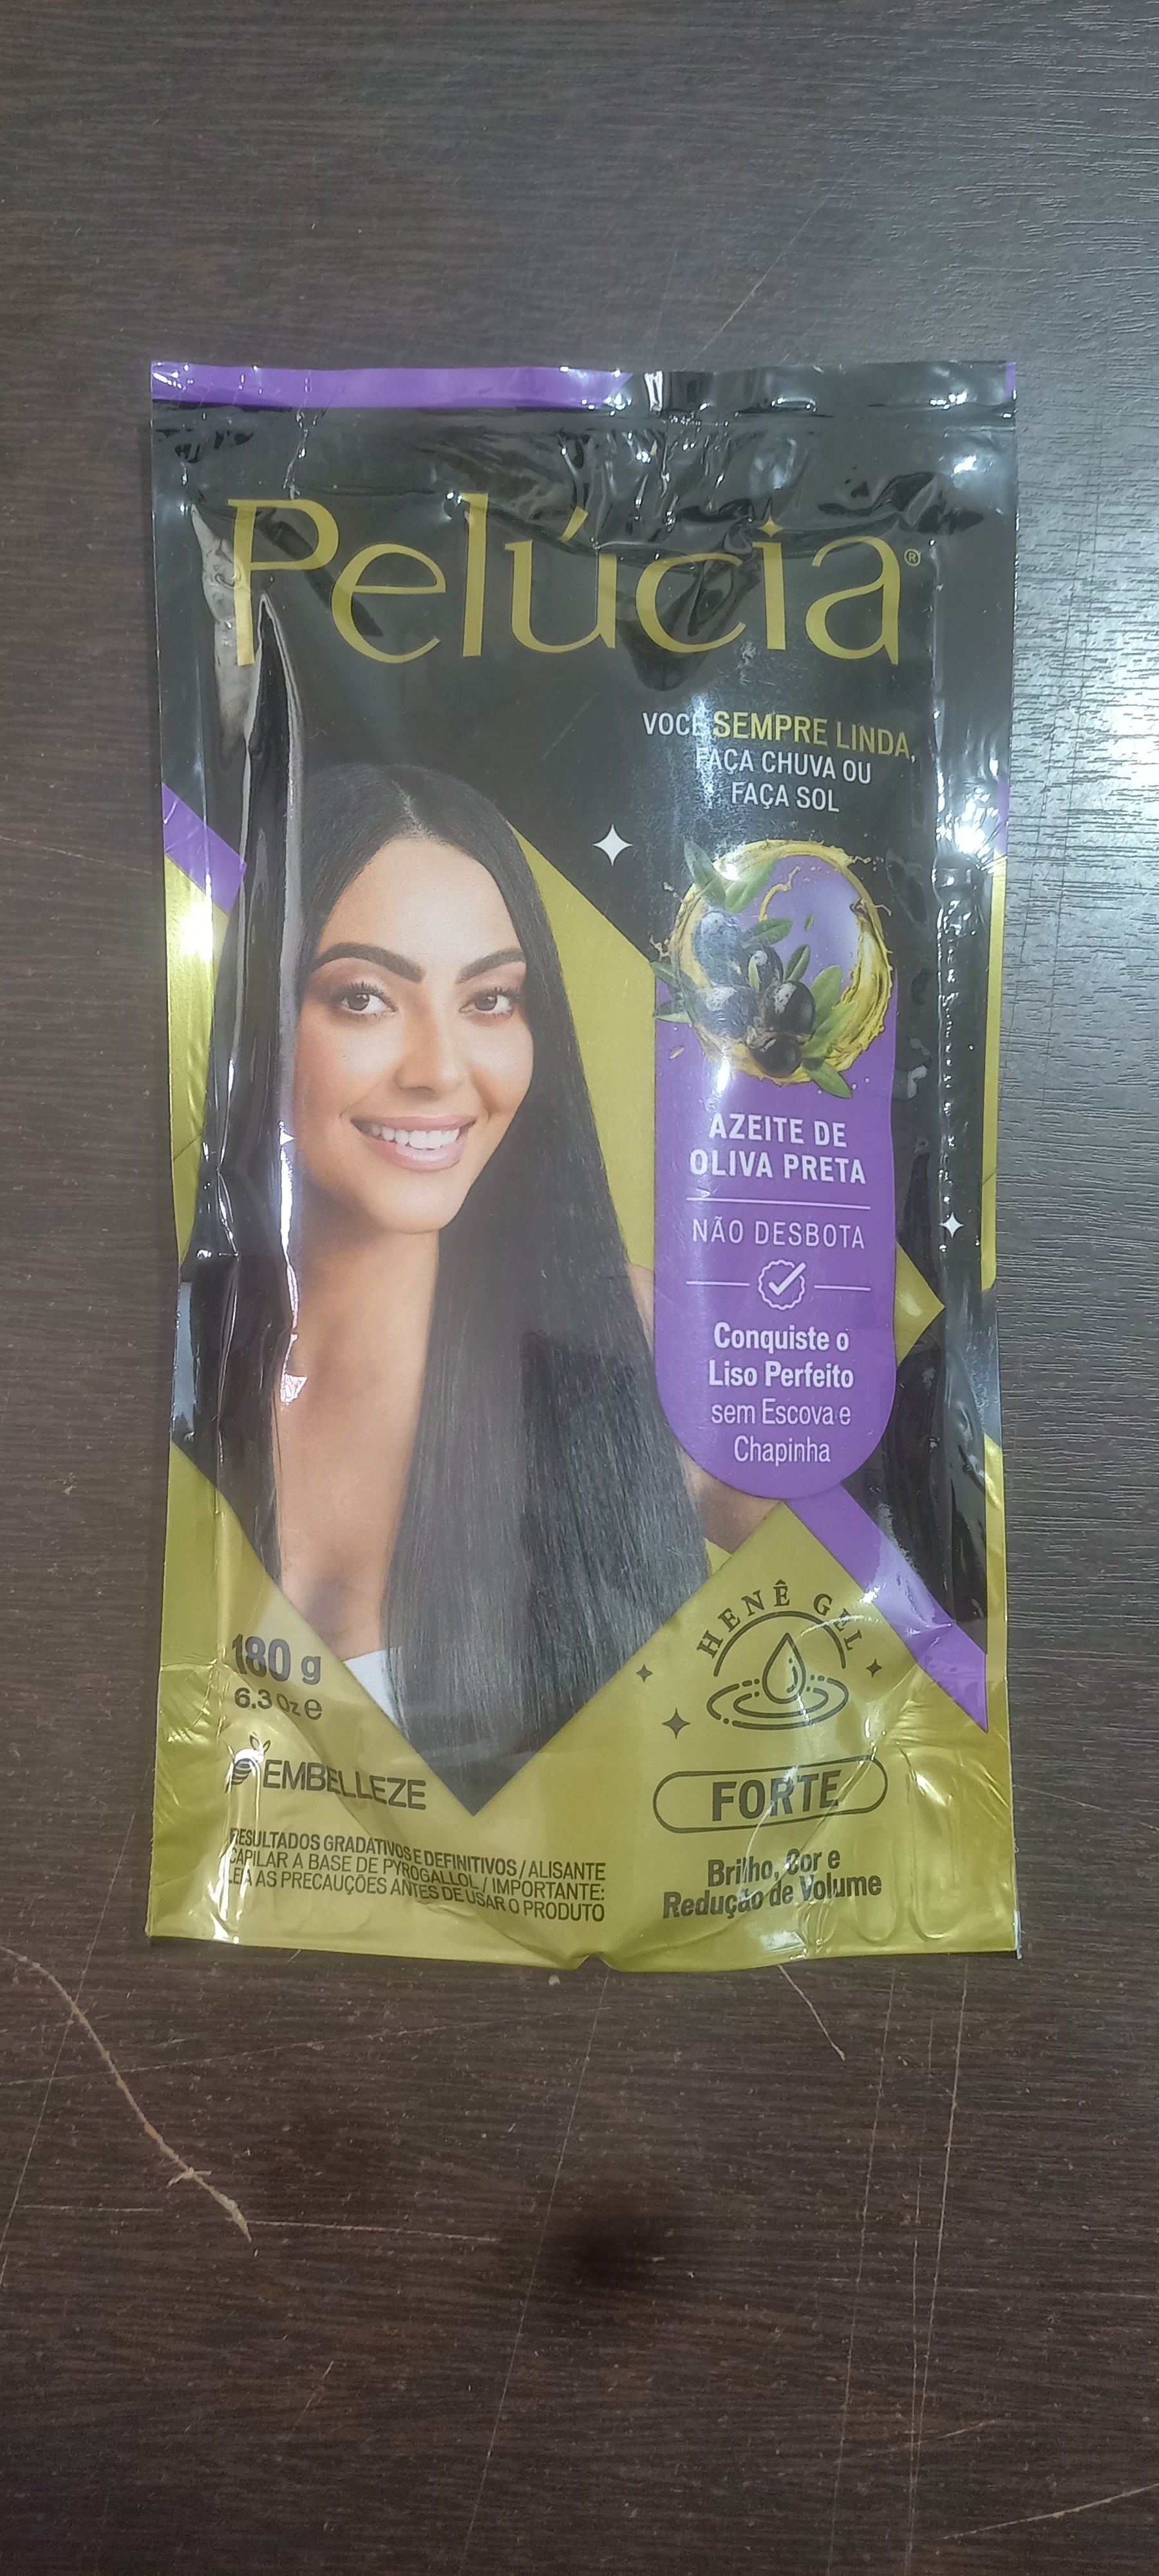 Pelúcia®
VOCÊ SEMPRE LINDA,
FAÇA CHUVA OU
FAÇA SOL
AZEITE DE
OLIVA PRETA
NÃO DESBOTA
Conquiste o
Liso Perfeito
sem Escova e
Chapinha
HENÊ GEL
180 g
6.3 Oz e
EMBELLEZE
FORTE
RESULTADOS GRADATIVOS E DEFINITIVOS / ALISANTE
CAPILAR A BASE DE PYROGALLOL / IMPORTANTE:
LEIA AS PRECAUÇÕES ANTES DE USAR O PRODUTO
Brilho, Cor e
Redução de Volume